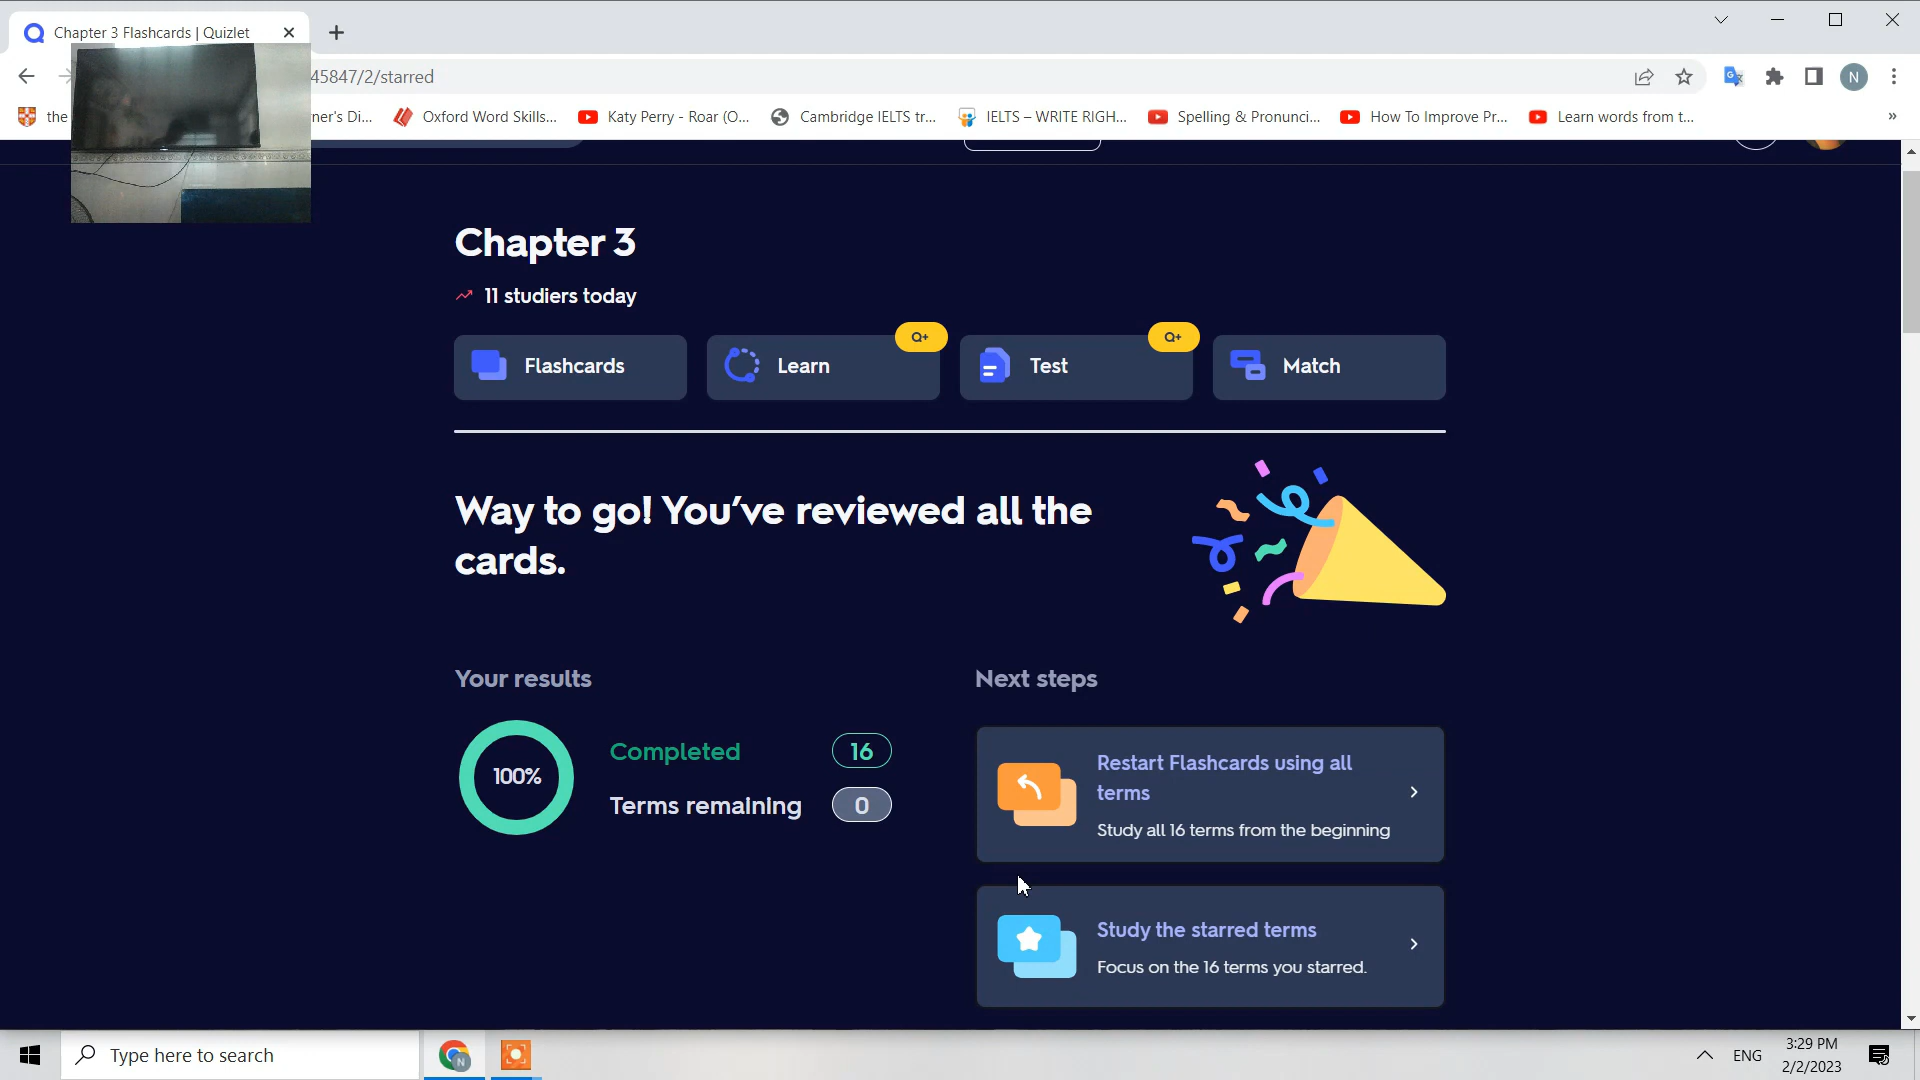 Chapter 3 Flashcards | Quizlet
45847/2/starred
N
the
ner's Di...
Oxford Word Skills...
Katy Perry - Roar (O...
Cambridge IELTS tr...
IELTS – WRITE RIGH...
Spelling & Pronunci...
How To Improve Pr...
Learn words from t...
»
Chapter 3
11 studiers today
Q+
Q+
Flashcards
Learn
Test
Match
Way to go! You've reviewed all the
cards.
Your results
Next steps
100%
Completed
16
Terms remaining
0
Restart Flashcards using all
terms
Study all 16 terms from the beginning
Study the starred terms
Focus on the 16 terms you starred.
Type here to search
N
ENG
3:29 PM
2/2/2023